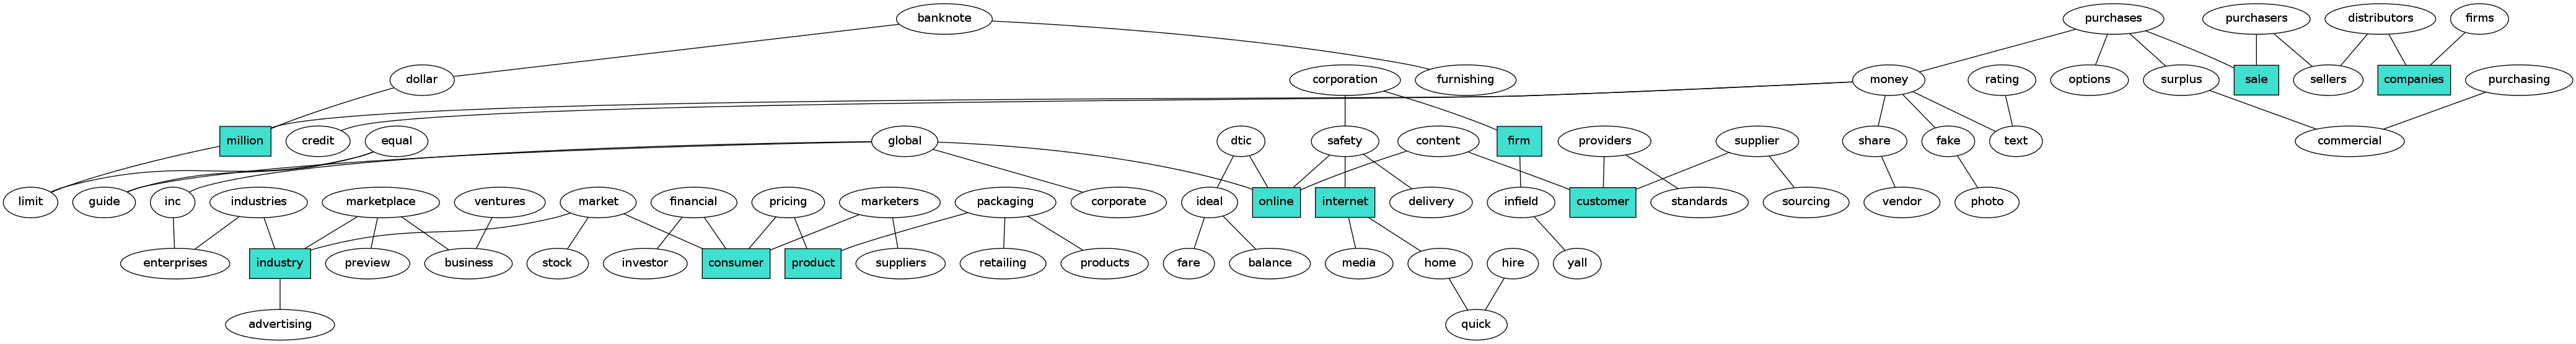 banknote
purchases
purchasers
distributors
firms
dollar
corporation
furnishing
money
rating
options
surplus
sale
sellers
companies
purchasing
million
credit
equal
global
dtic
safety
content
firm
providers
supplier
share
fake
text
commercial
limit
guide
inc
industries
marketplace
ventures
market
financial
pricing
marketers
packaging
corporate
ideal
online
internet
delivery
infield
customer
standards
sourcing
vendor
photo
enterprises
industry
preview
business
stock
investor
consumer
product
suppliers
retailing
products
fare
balance
media
home
hire
yall
advertising
quick